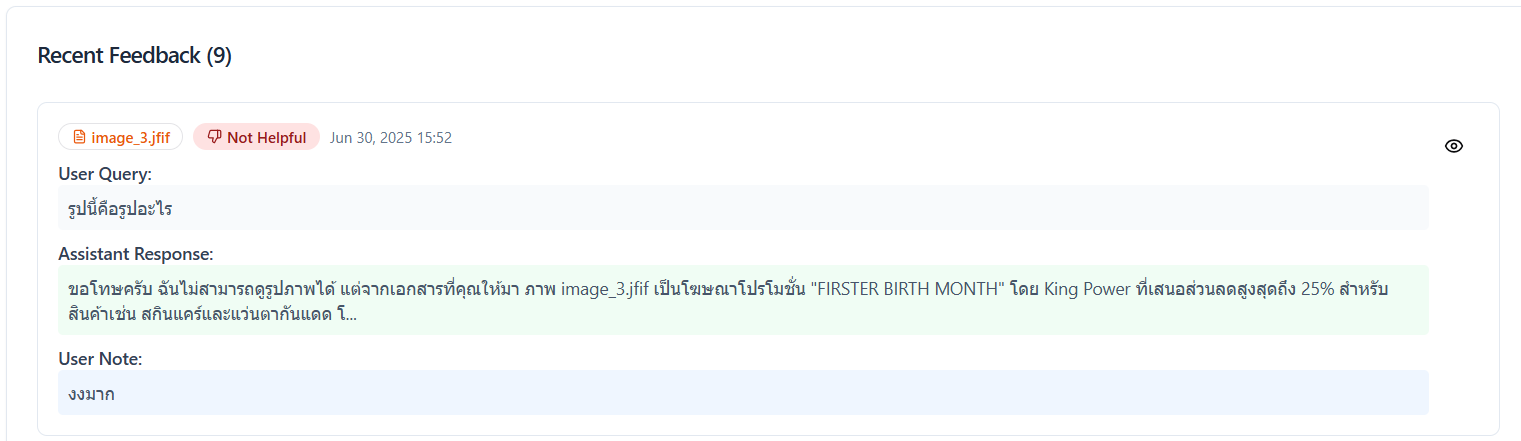 Recent Feedback (9)
image_3.jfif Not Helpful Jun 30, 2025 15:52
User Query:
รูปนี้คือรูปอะไร
Assistant Response:
ขอโทษครับ ฉันไม่สามารถดูรูปภาพได้ แต่จากเอกสารที่คุณให้มา ภาพ image_3.jfif เป็นโฆษณาโปรโมชั่น "FIRSTER BIRTH MONTH" โดย King Power ที่เสนอส่วนลดสูงสุดถึง 25% สำหรับ
สินค้าเช่น สกินแคร์และแว่นตากันแดด โ...
User Note:
งงมาก